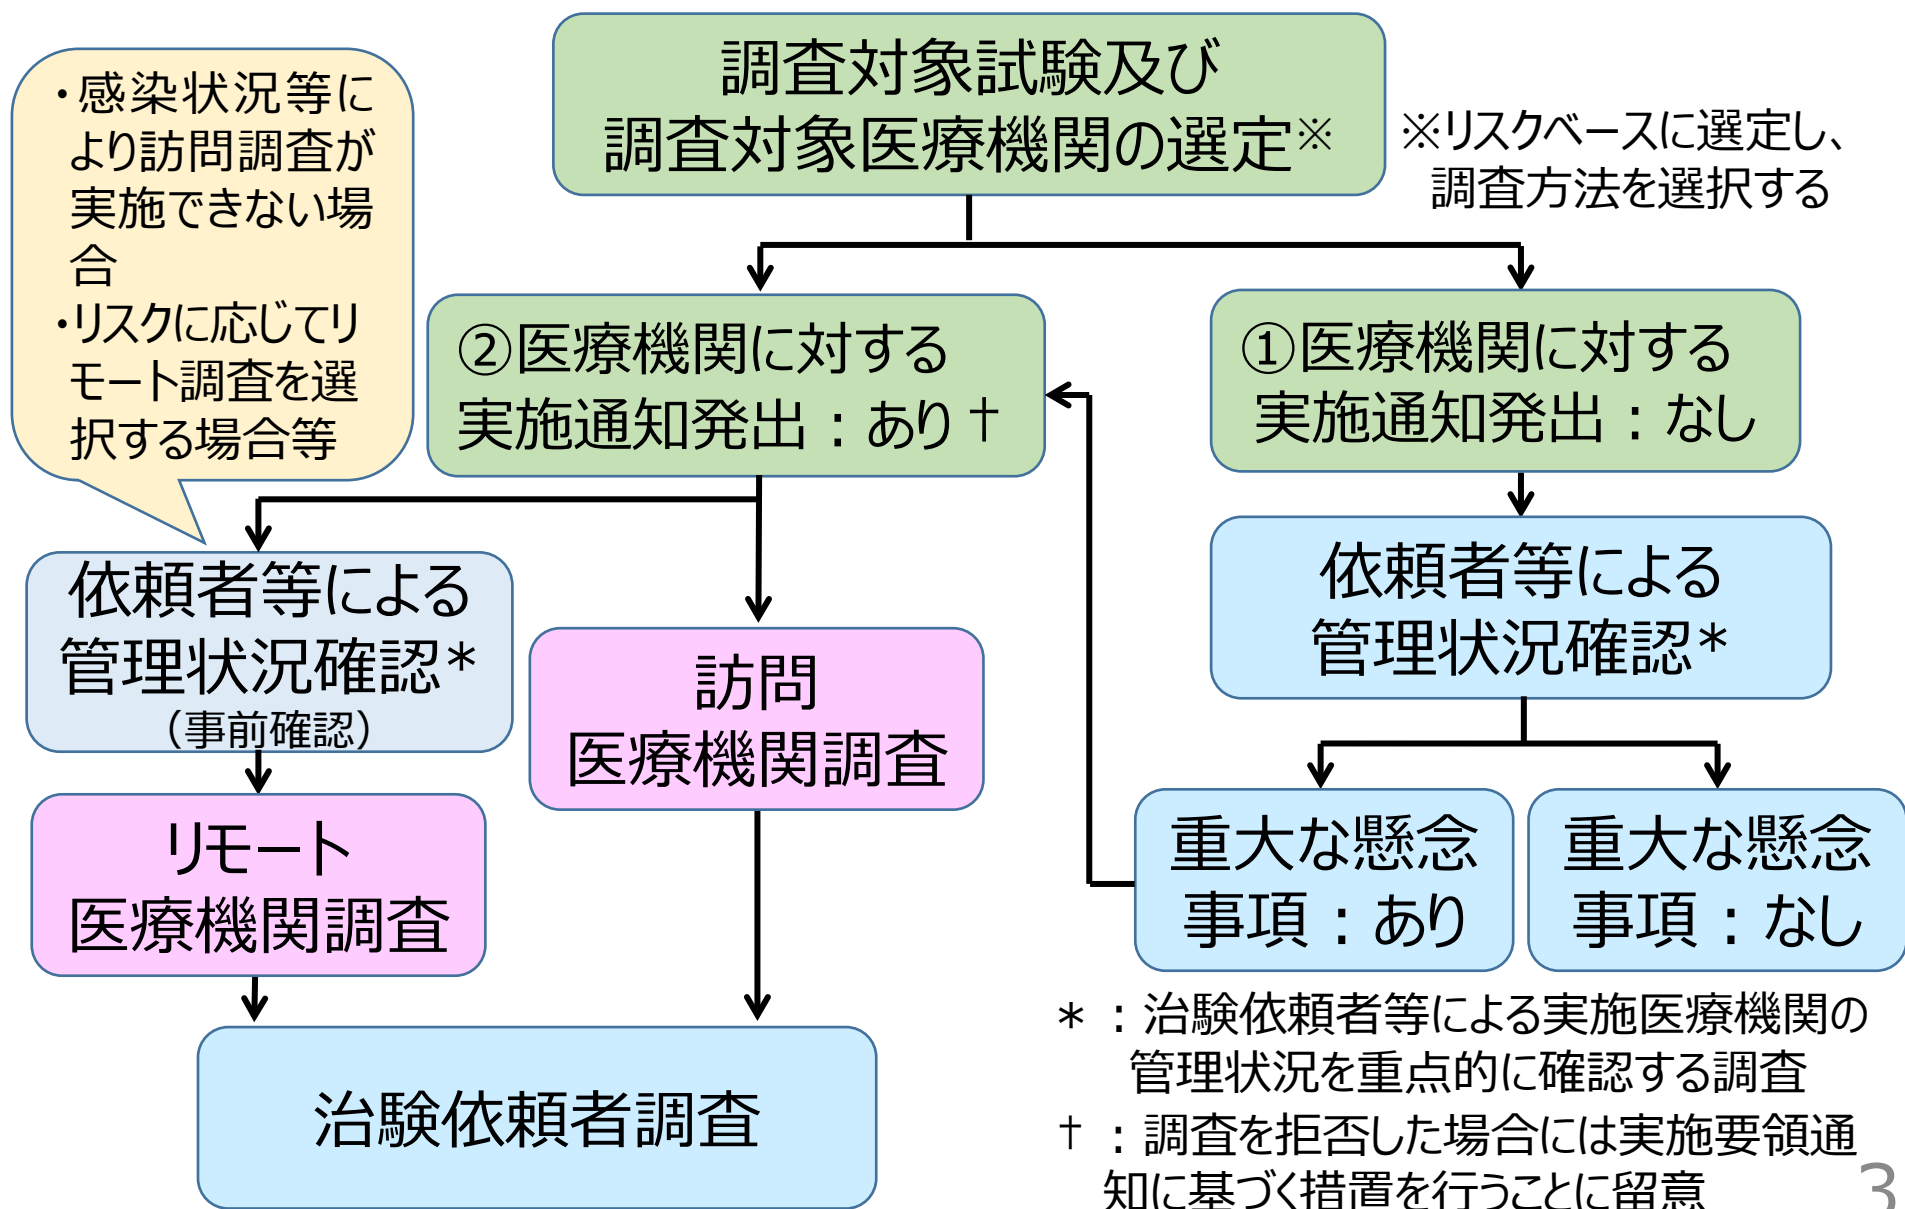 調査対象試験及び
調査対象医療機関の選定※
※リスクベースに選定し、
調査方法を選択する
・感染状況等に
より訪問調査が
実施できない場
合
・リスクに応じてリ
モート調査を選
択する場合等
②医療機関に対する
実施通知発出：あり†
①医療機関に対する
実施通知発出：なし
依頼者等による
管理状況確認*
（事前確認）
訪問
医療機関調査
依頼者等による
管理状況確認*
リモート
医療機関調査
重大な懸念
事項：あり
重大な懸念
事項：なし
治験依頼者調査
*：治験依頼者等による実施医療機関の
管理状況を重点的に確認する調査
†：調査を拒否した場合には実施要領通
知に基づく措置を行うことに留意
3